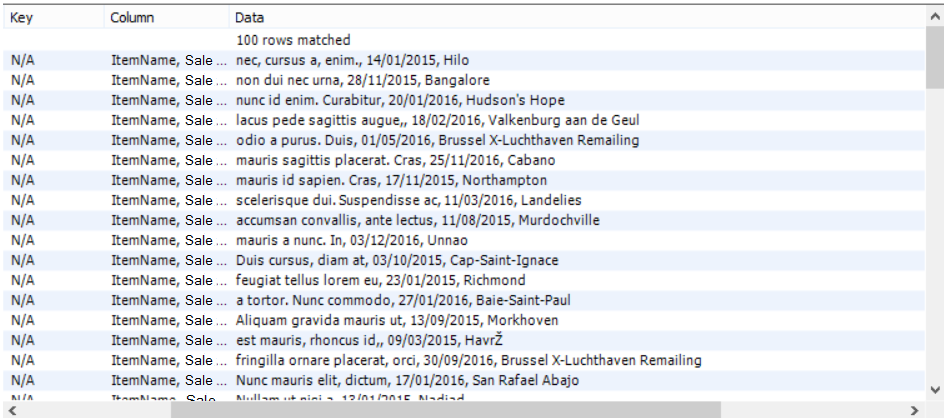 Key Column Data
100 rows matched
N/A ItemName, Sale ... nec, cursus a, enim., 14/01/2015, Hilo
N/A ItemName, Sale ... non dui nec urna, 28/11/2015, Bangalore
N/A ItemName, Sale ... nunc id enim. Curabitur, 20/01/2016, Hudson's Hope
N/A ItemName, Sale ... lacus pede sagittis augue,, 18/02/2016, Valkenburg aan de Geul
N/A ItemName, Sale ... odio a purus. Duis, 01/05/2016, Brussel X-Luchthaven Remailing
N/A ItemName, Sale ... mauris sagittis placerat. Cras, 25/11/2016, Cabano
N/A ItemName, Sale ... mauris id sapien. Cras, 17/11/2015, Northampton
N/A ItemName, Sale ... scelerisque dui. Suspendisse ac, 11/03/2016, Landelies
N/A ItemName, Sale ... accumsan convallis, ante lectus, 11/08/2015, Murdochville
N/A ItemName, Sale ... mauris a nunc. In, 03/12/2016, Unnao
N/A ItemName, Sale ... Duis cursus, diam at, 03/10/2015, Cap-Saint-Ignace
N/A ItemName, Sale ... feugiat tellus lorem eu, 23/01/2015, Richmond
N/A ItemName, Sale ... a tortor. Nunc commodo, 27/01/2016, Baie-Saint-Paul
N/A ItemName, Sale ... Aliquam gravida mauris ut, 13/09/2015, Morkhoven
N/A ItemName, Sale ... est mauris, rhoncus id,, 09/03/2015, HavrŽ
N/A ItemName, Sale ... fringilla ornare placerat, orci, 30/09/2016, Brussel X-Luchthaven Remailing
N/A ItemName, Sale ... Nunc mauris elit, dictum, 17/01/2016, San Rafael Abajo
N/A ItemName, Sale ... Nullam ut nisi a, 13/01/2015, Nadiad